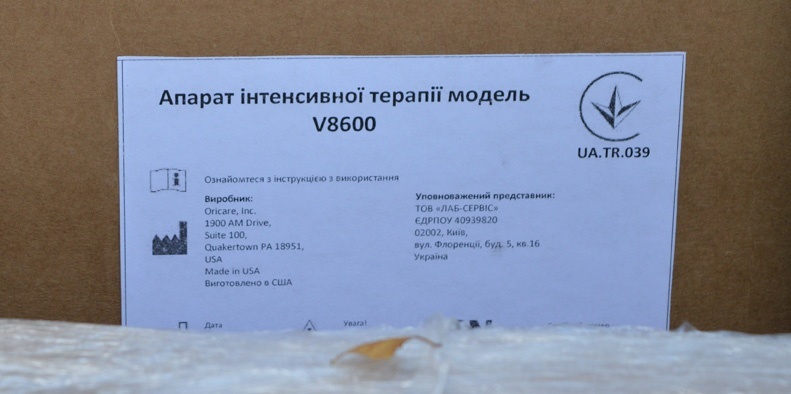 Апарат інтенсивної терапії модель
V8600
UA.TR.039
Ознайомтеся з інструкцією з використання
Виробник:
Oricare, Inc.
1900 AM Drive,
Suite 100,
Quakertown PA 18951,
USA
Made in USA
Виготовлено в США
Уповноважений представник:
ТОВ «ЛАБ-СЕРВІС»
ЄДРПОУ 40939820
02002, Київ,
вул. Флоренції, буд. 5, кв.16
Україна
Дата
Увага!